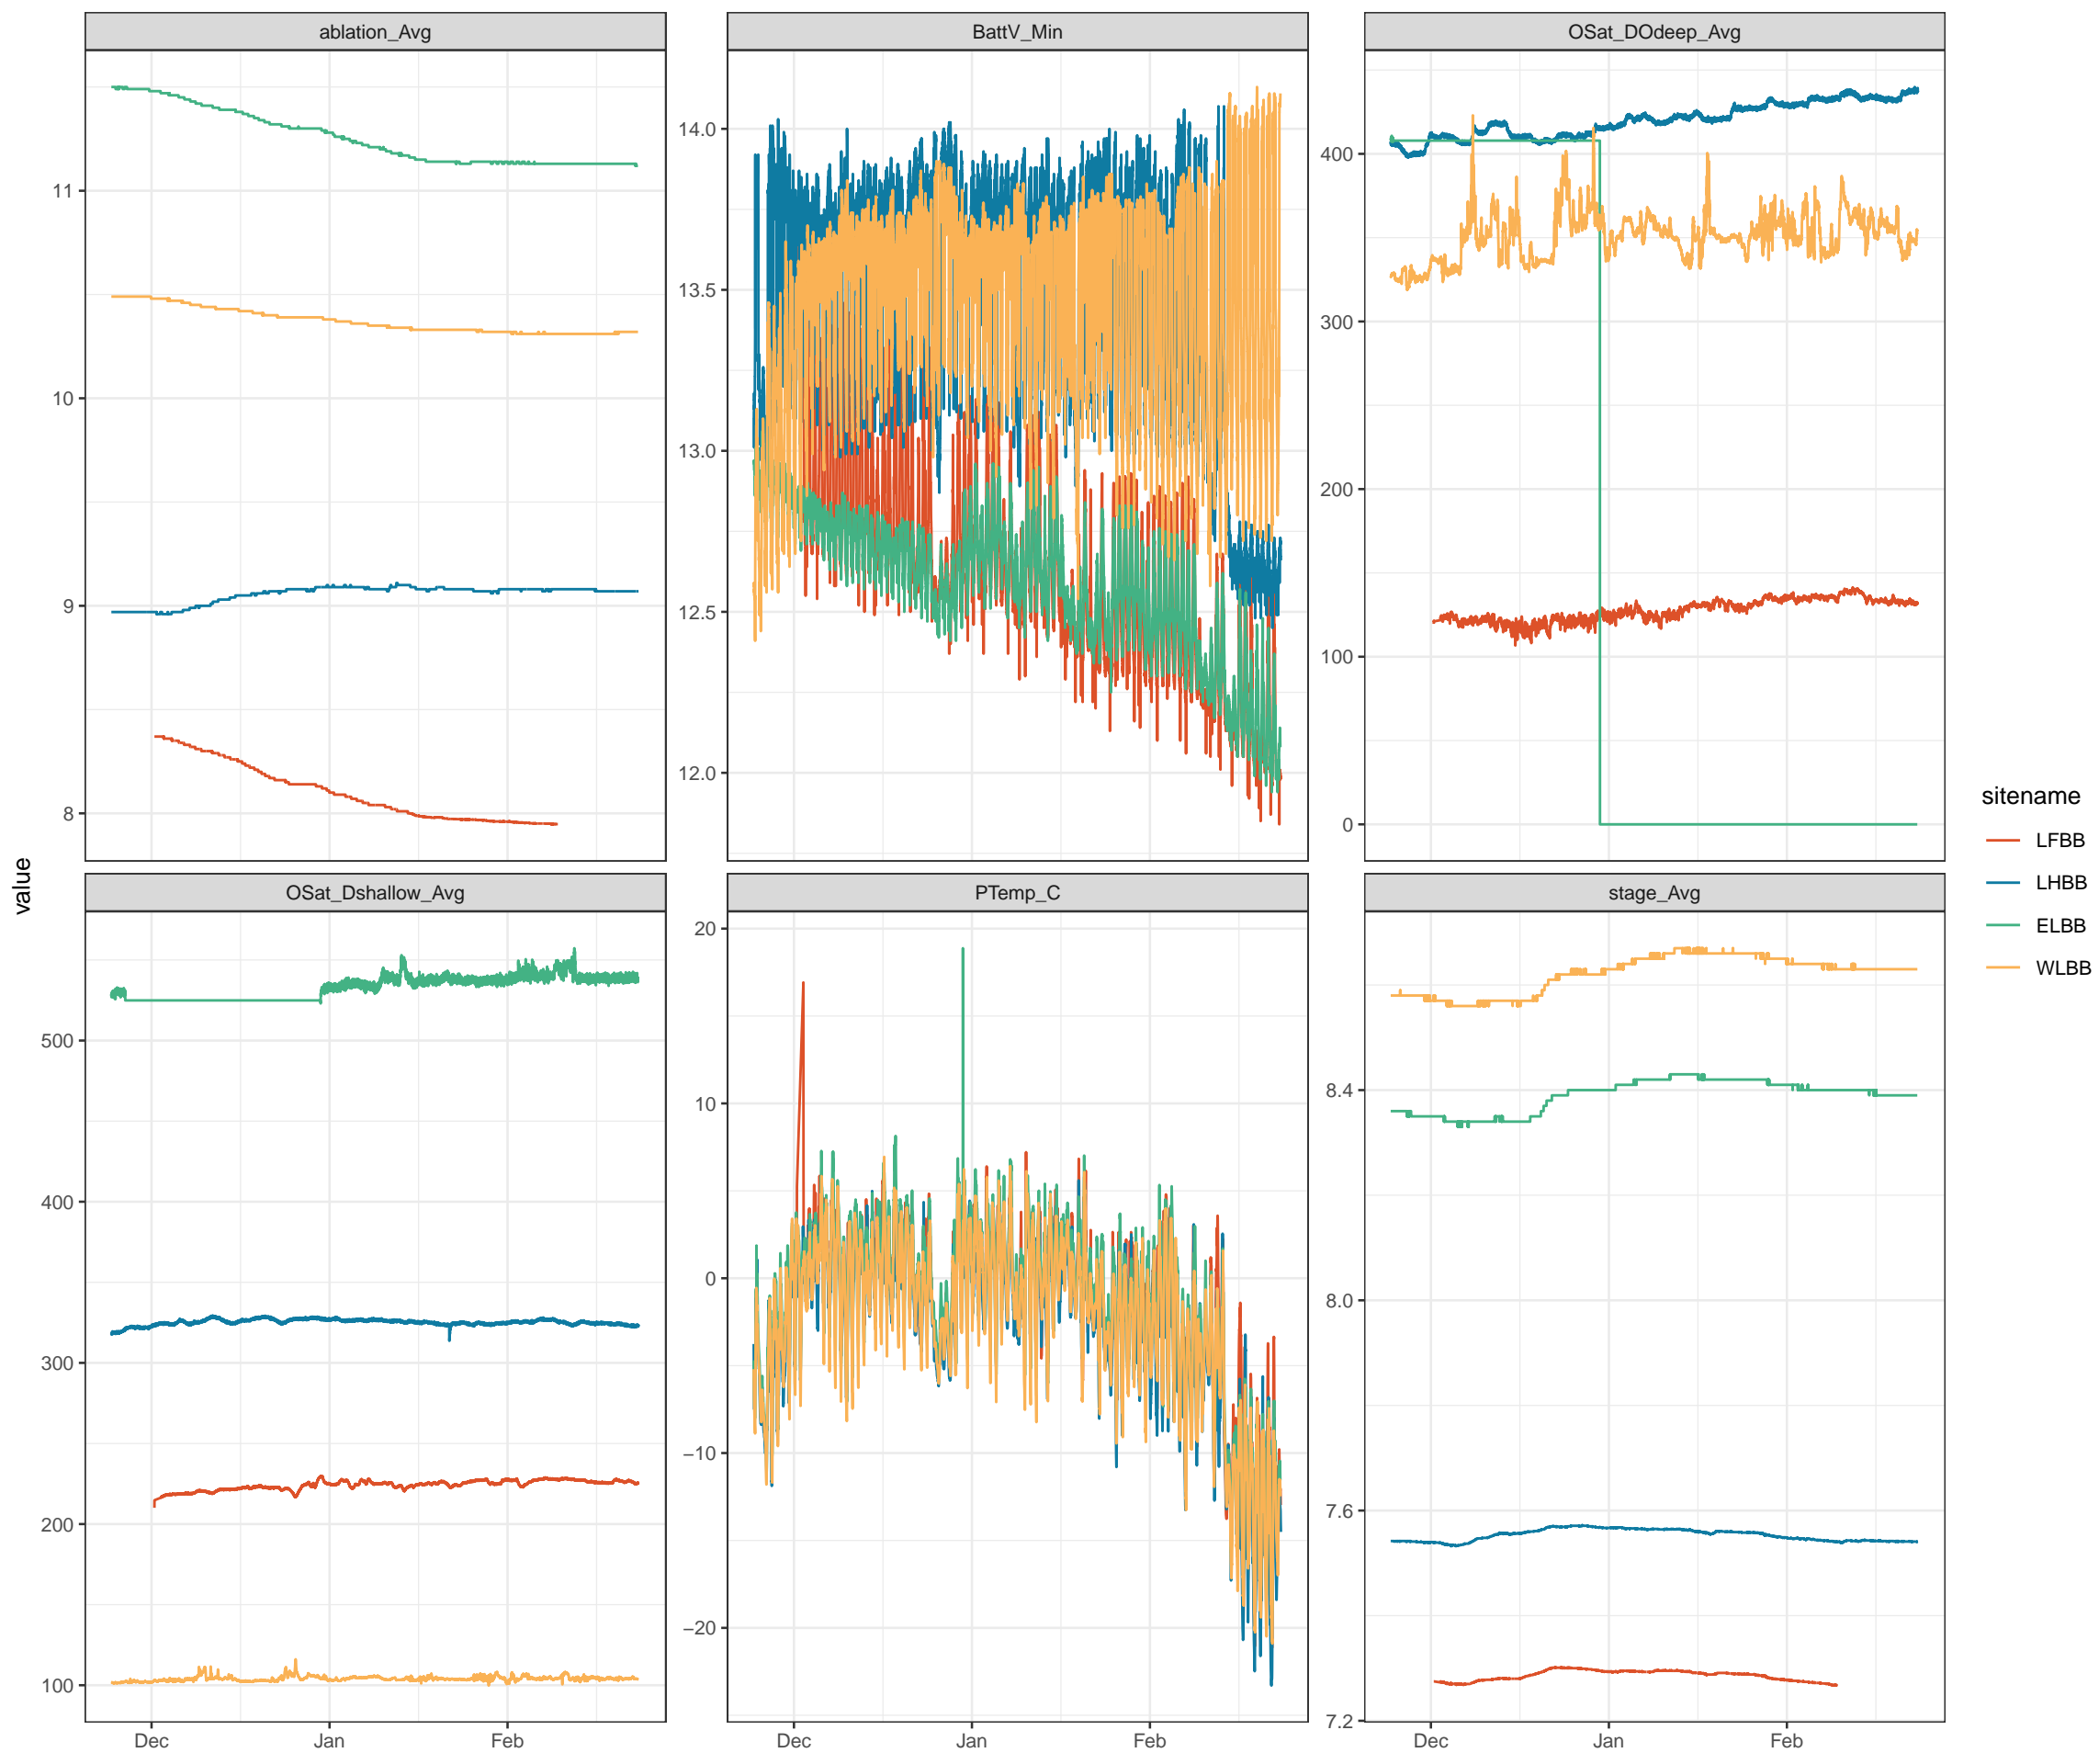 ablation_Avg
BattV_Min
OSat_DOdeep_Avg
11
10
9
8
14.0
13.5
13.0
12.5
12.0
400
300
200
100
0
value
OSat_Dshallow_Avg
PTemp_C
stage_Avg
500
400
300
200
100
20
10
0
−10
−20
8.4
8.0
7.6
7.2
Dec Jan Feb
Dec Jan Feb
Dec Jan Feb
sitename
LFBB
LHBB
ELBB
WLBB